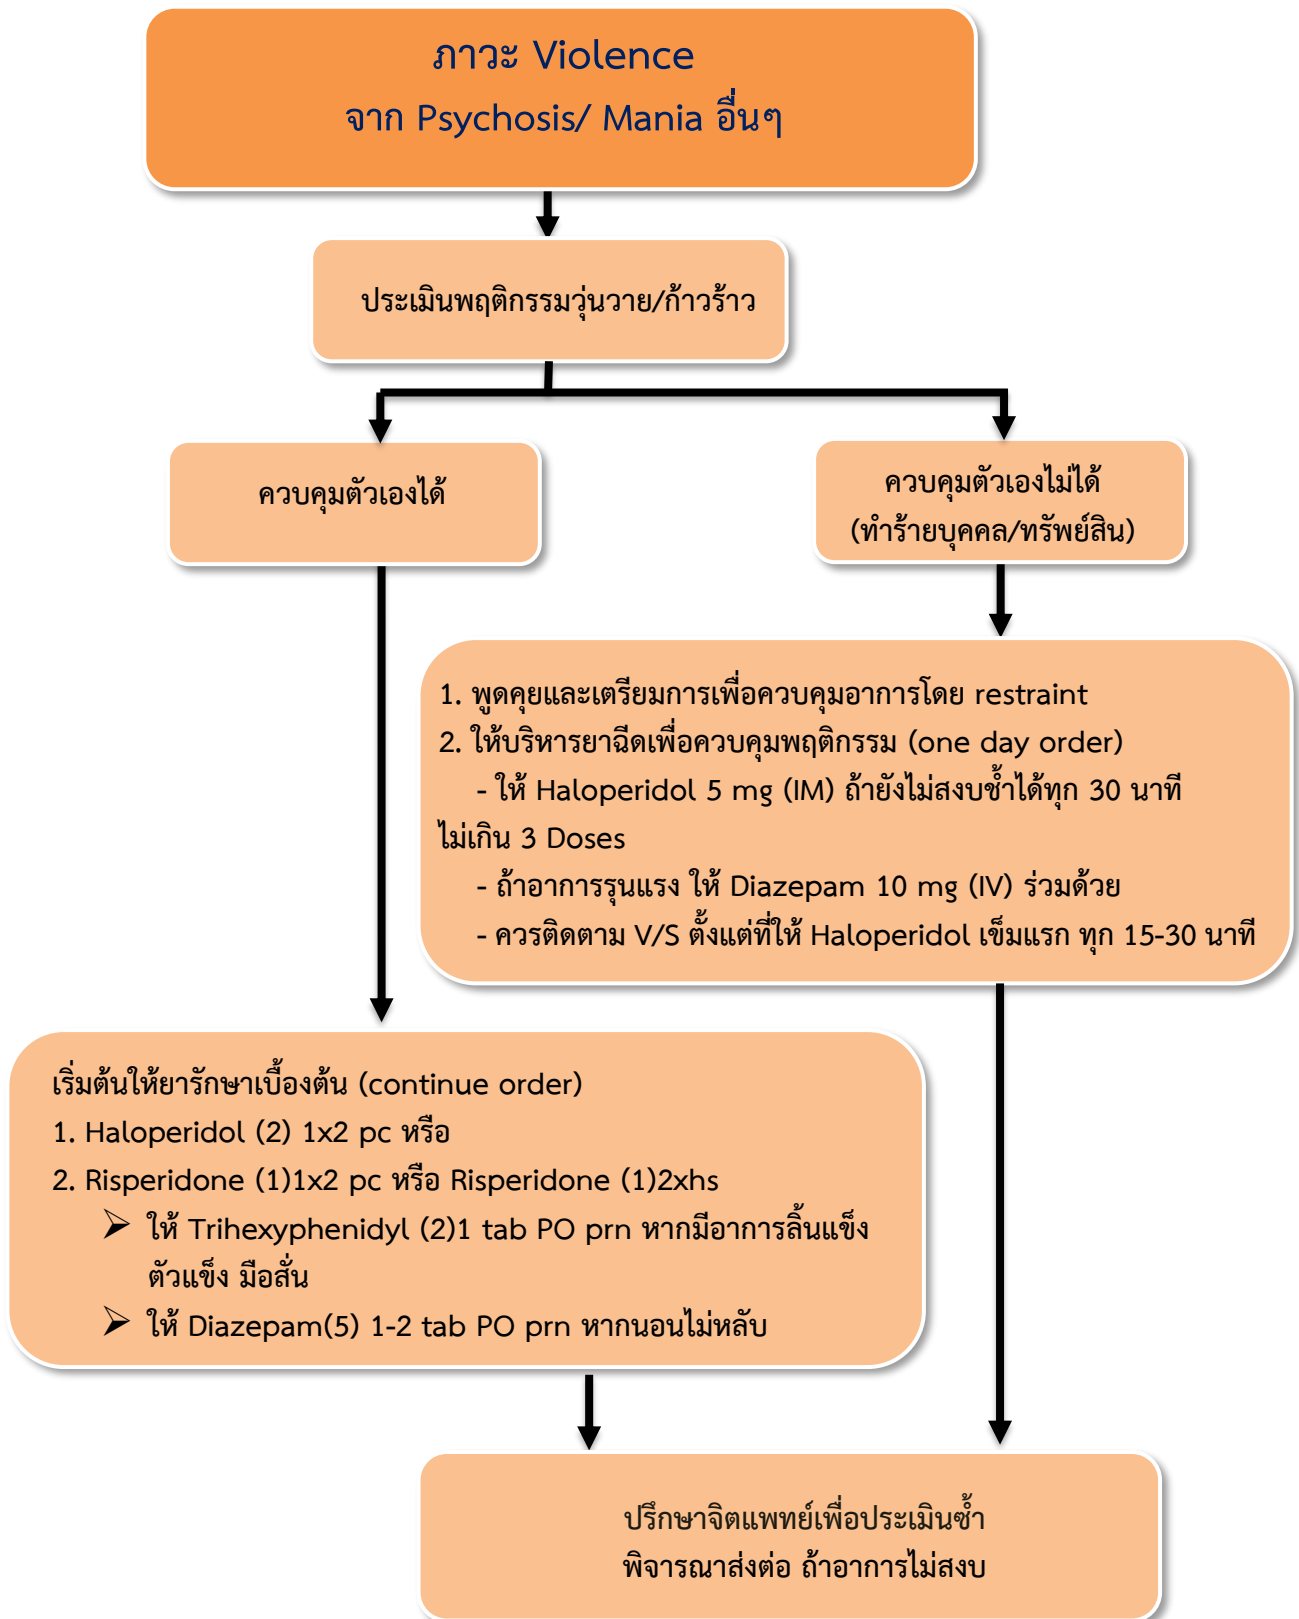 ภาวะ Violence
จาก Psychosis/ Mania อื่นๆ
ประเมินพฤติกรรมวุ่นวาย/ก้าวร้าว
ควบคุมตัวเองได้
ควบคุมตัวเองไม่ได้
(ทำร้ายบุคคล/ทรัพย์สิน)
1. พูดคุยและเตรียมการเพื่อควบคุมอาการโดย restraint
2. ให้บริหารยาฉีดเพื่อควบคุมพฤติกรรม (one day order)
- ให้ Haloperidol 5 mg (IM) ถ้ายังไม่สงบซ้ำได้ทุก 30 นาที
ไม่เกิน 3 Doses
- ถ้าอาการรุนแรง ให้ Diazepam 10 mg (IV) ร่วมด้วย
- ควรติดตาม V/S ตั้งแต่ที่ให้ Haloperidol เข็มแรก ทุก 15-30 นาที
เริ่มต้นให้ยารักษาเบื้องต้น (continue order)
1. Haloperidol (2) 1x2 pc หรือ
2. Risperidone (1)1x2 pc หรือ Risperidone (1)2xhs
➢ ให้ Trihexyphenidyl (2)1 tab PO prn หากมีอาการลิ้นแข็ง
ตัวแข็ง มือสั่น
➢ ให้ Diazepam(5) 1-2 tab PO prn หากนอนไม่หลับ
ปรึกษาจิตแพทย์เพื่อประเมินซ้ำ
พิจารณาส่งต่อ ถ้าอาการไม่สงบ